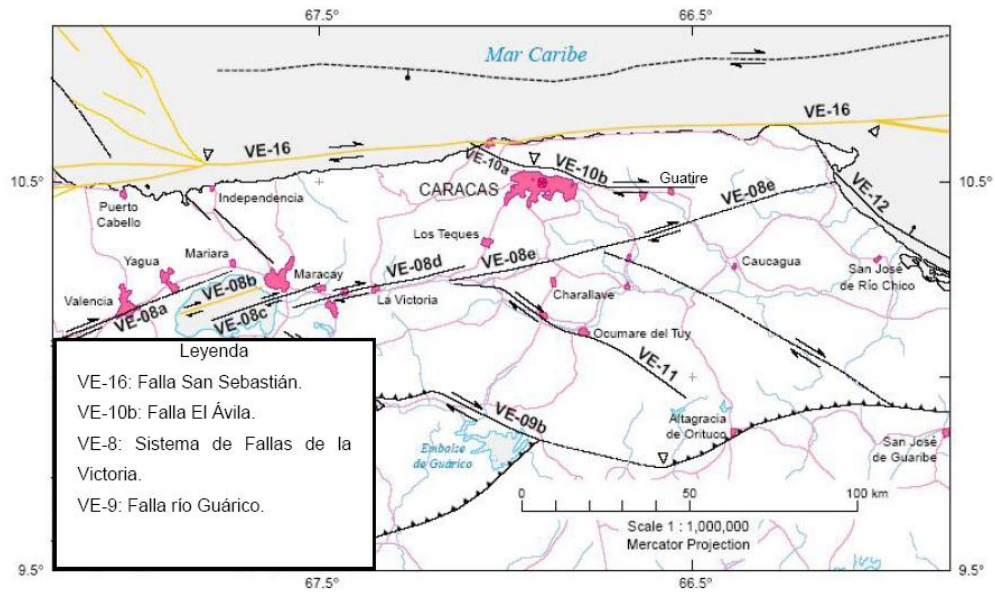 67.5°
66.5°
10.5°
10.5°
Mar Caribe
VE-16
VE-16
VE-10a
VE-10b
Guatire
CARACAS
VE-08e
VE-12
Puerto
Cabello
Independencia
Los Teques
Mariara
Yagua
Maracay
VE-08d
VE-08e
Caucagua
San José
de Río Chico
Valencia
VE-08b
VE-08a
VE-08c
La Victoria
Charallave
Ocumare del Tuy
VE-11
Leyenda
VE-16: Falla San Sebastián.
VE-10b: Falla El Ávila.
VE-8: Sistema de Fallas de la
Victoria.
VE-9: Falla río Guárico.
VE-09b
Embalse
de Guárico
Altagracia
de Orituco
San José
de Guaribe
0 50 100 km
Scale 1 : 1,000,000
Mercator Projection
9.5°
9.5°
67.5°
66.5°